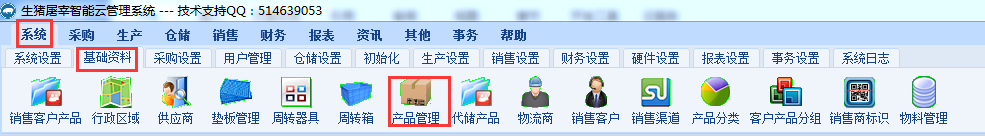 生猪屠宰智能云管理系统 --- 技术支持QQ：514639053
系统 采购 生产 仓储 销售 财务 报表 资讯 其他 事务 帮助
系统设置 基础资料 采购设置 用户管理 仓储设置 初始化 生产设置 销售设置 财务设置 硬件设置 报表设置 事务设置 系统日志
销售客户产品 行政区域 供应商 垫板管理 周转器具 周转箱 产品管理 代储产品 物流商 销售客户 销售渠道 产品分类 客户产品分组 销售商标识 物料管理